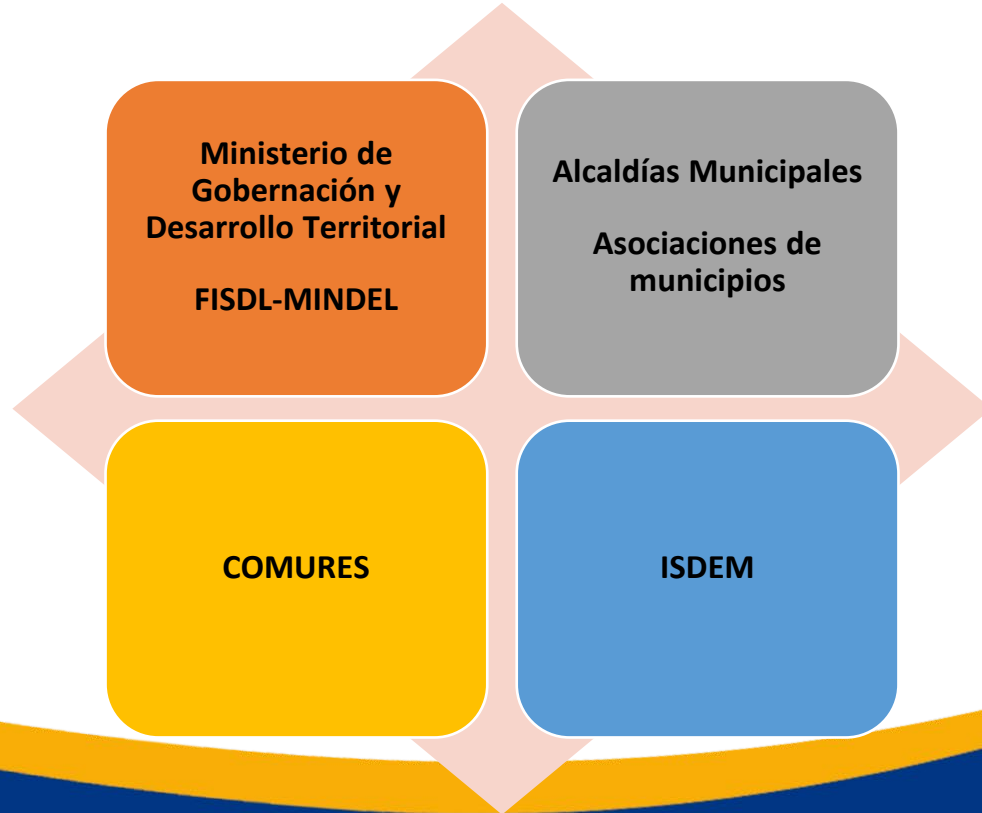 Ministerio de
Gobernación y
Desarrollo Territorial
FISDL-MINDEL
Alcaldías Municipales
Asociaciones de
municipios
COMURES
ISDEM